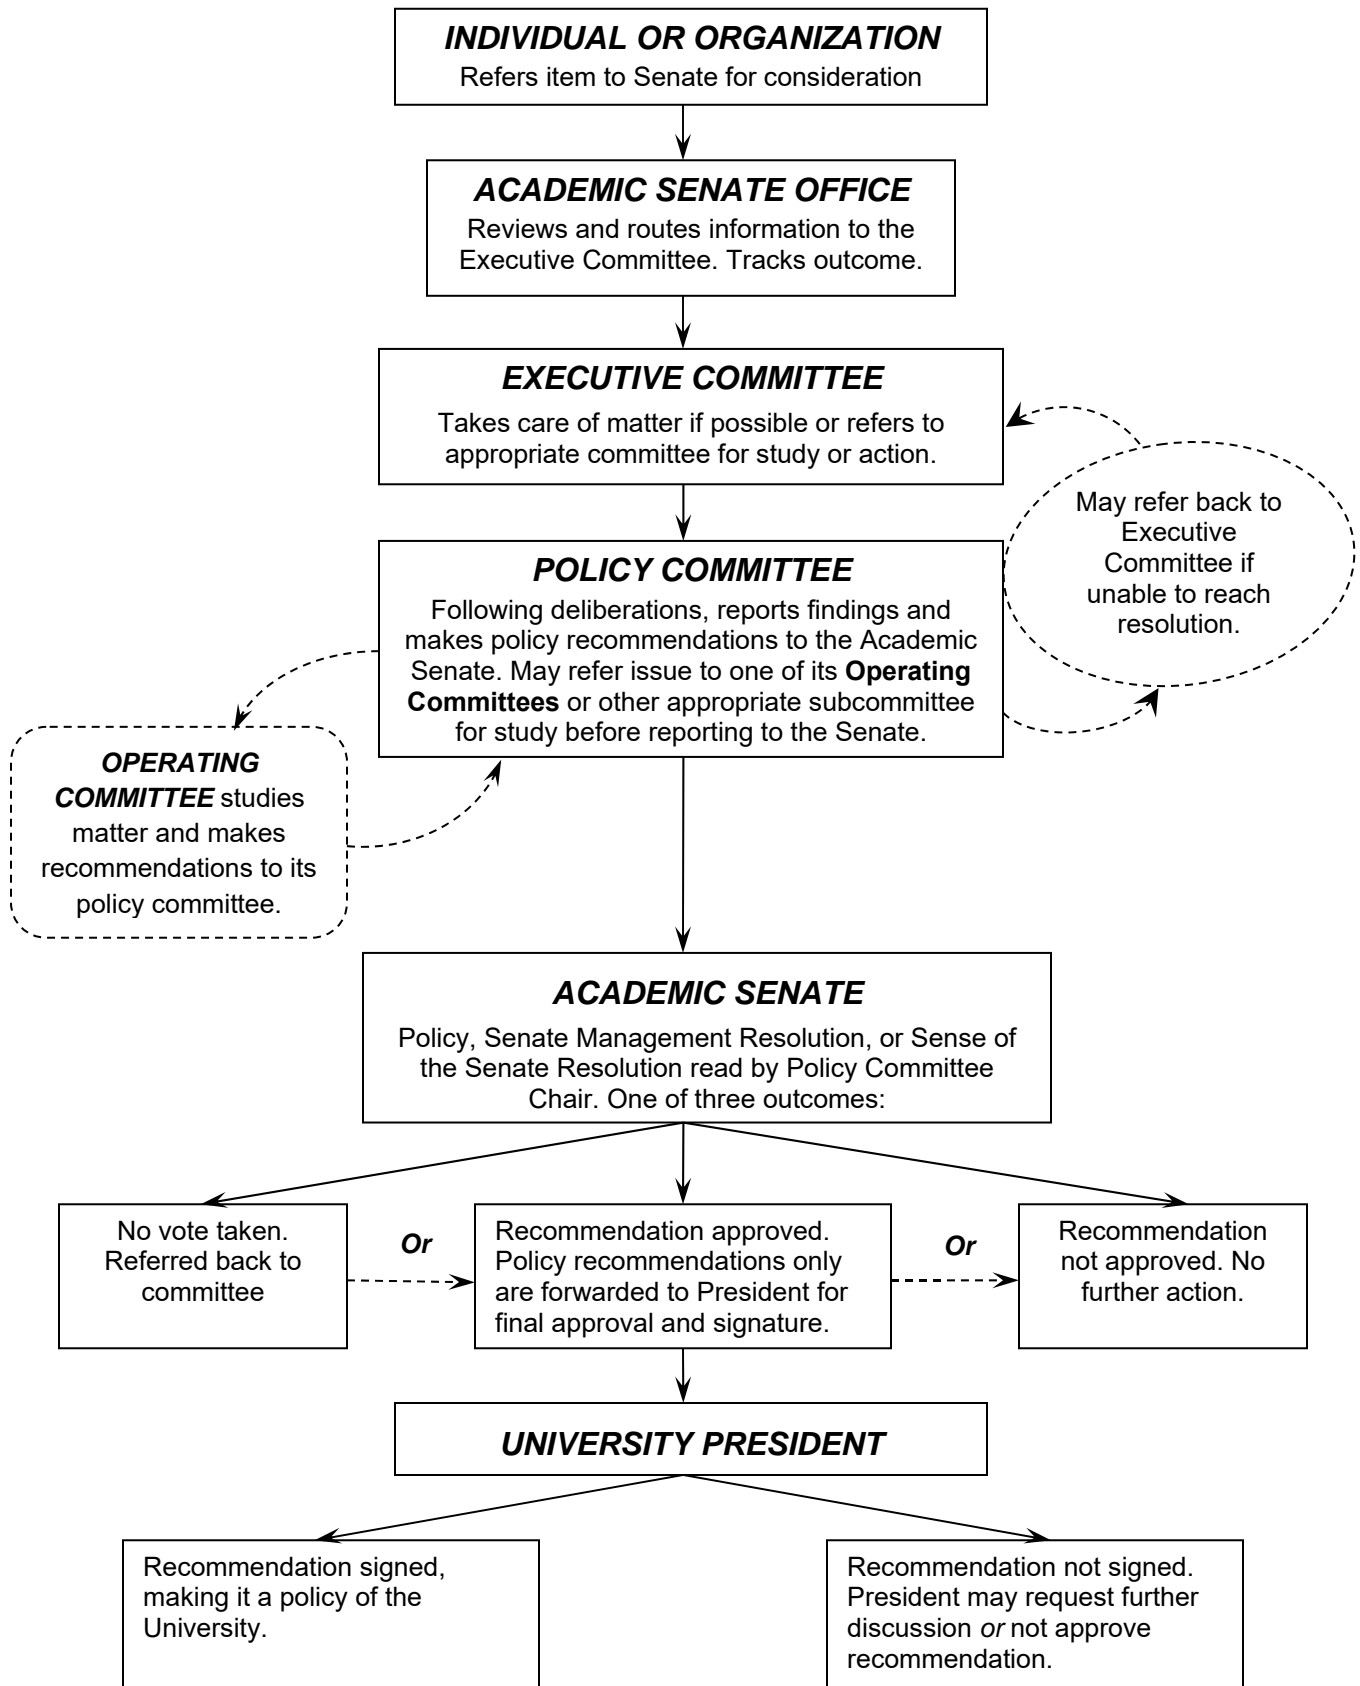 INDIVIDUAL OR ORGANIZATION
Refers item to Senate for consideration
ACADEMIC SENATE OFFICE
Reviews and routes information to the
Executive Committee. Tracks outcome.
EXECUTIVE COMMITTEE
Takes care of matter if possible or refers to
appropriate committee for study or action.
May refer back to
Executive
Committee if
unable to reach
resolution.
POLICY COMMITTEE
Following deliberations, reports findings and
makes policy recommendations to the Academic
Senate. May refer issue to one of its Operating
Committees or other appropriate subcommittee
for study before reporting to the Senate.
OPERATING
COMMITTEE studies
matter and makes
recommendations to its
policy committee.
ACADEMIC SENATE
Policy, Senate Management Resolution, or Sense of
the Senate Resolution read by Policy Committee
Chair. One of three outcomes:
No vote taken.
Referred back to
committee
Or
Recommendation approved.
Policy recommendations only
are forwarded to President for
final approval and signature.
Or
Recommendation
not approved. No
further action.
UNIVERSITY PRESIDENT
Recommendation signed,
making it a policy of the
University.
Recommendation not signed.
President may request further
discussion or not approve
recommendation.